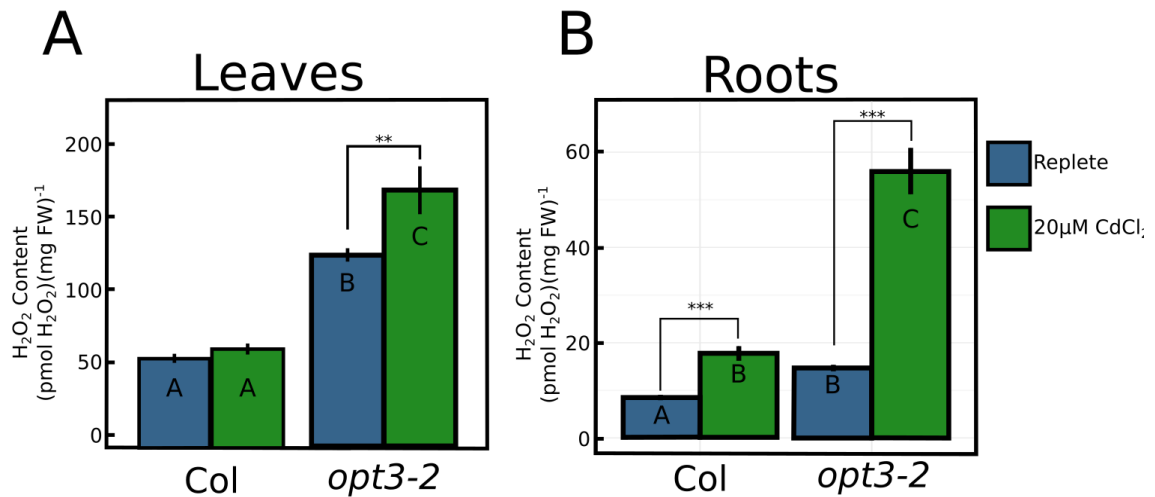 A
Leaves
H₂O₂ Content
(pmol H₂O₂)(mg FW)⁻¹
200
150
100
50
0
**
A
A
B
C
Col
opt3-2
B
Roots
H₂O₂ Content
(pmol H₂O₂)(mg FW)⁻¹
60
40
20
0
***
***
A
B
B
C
Col
opt3-2
Replete
20µM CdCl₂